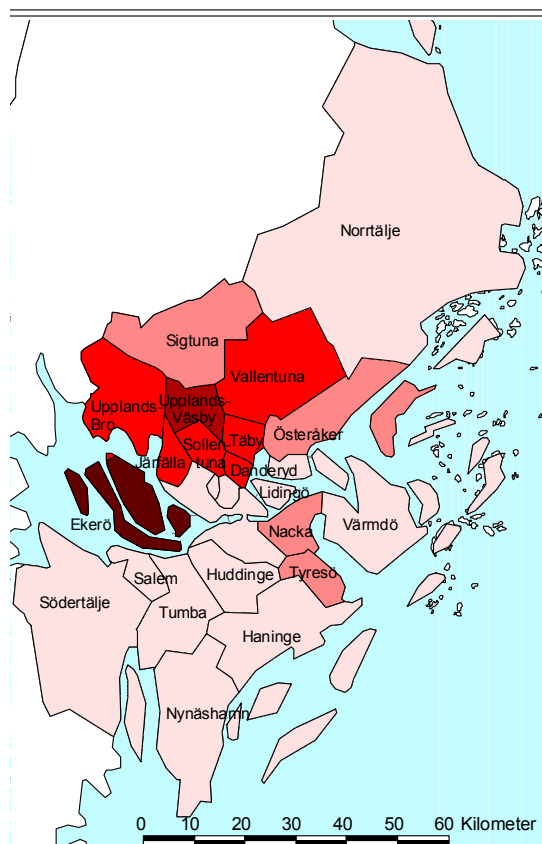 Norrtälje
Sigtuna
Vallentuna
Upplands-
Väsby
Upplands-
Bro
Täby
Österåker
Sollen-
tuna
Järfälla
Danderyd
Lidingö
Ekerö
Nacka
Värmdö
Salem
Huddinge
Tyresö
Södertälje
Tumba
Haninge
Nynäshamn
0 10 20 30 40 50 60 Kilometer